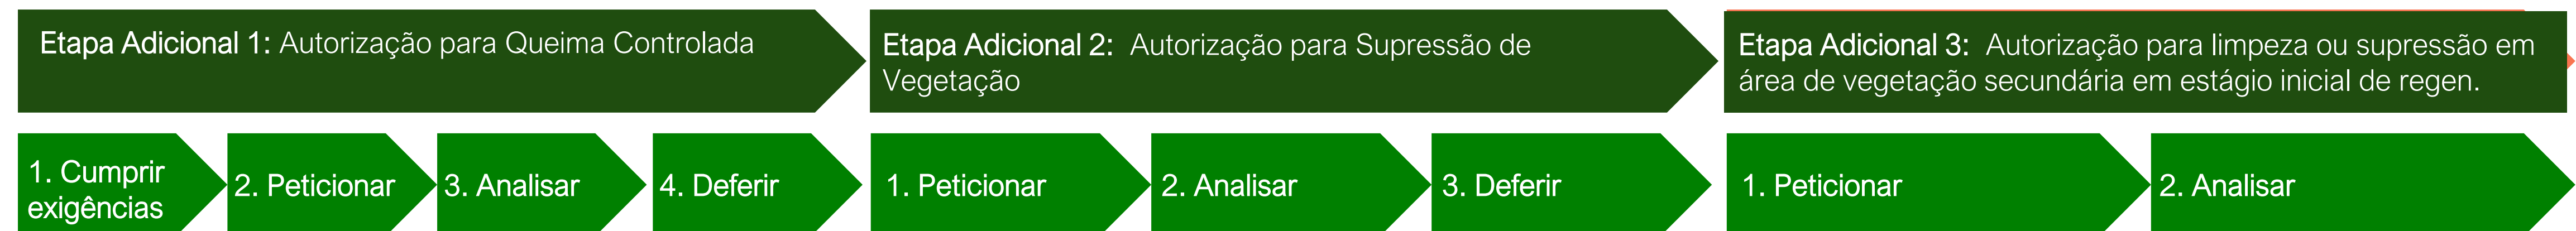 Etapa Adicional 1: Autorização para Queima Controlada
Etapa Adicional 2: Autorização para Supressão de
Vegetação
Etapa Adicional 3: Autorização para limpeza ou supressão em
área de vegetação secundária em estágio inicial de regen.
1. Cumprir
exigências
2. Peticionar
3. Analisar
4. Deferir
1. Peticionar
2. Analisar
3. Deferir
1. Peticionar
2. Analisar